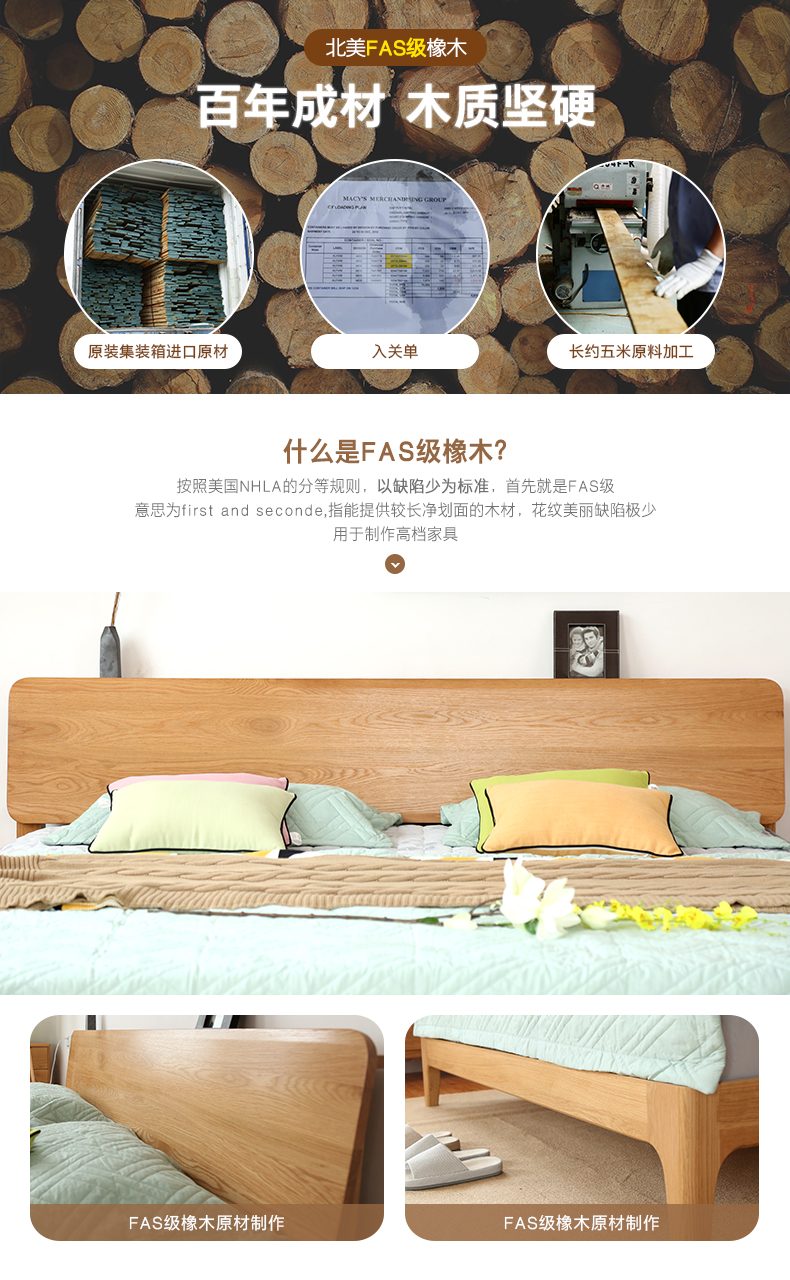 北美FAS级橡木
百年成材 木质坚硬
MACY'S MERCHANDISING GROUP
原装集装箱进口原材
入关单
长约五米原料加工
什么是FAS级橡木?
按照美国NHLA的分等规则，以缺陷少为标准，首先就是FAS级
意思为first and seconde,指能提供较长净划面的木材，花纹美丽缺陷极少
用于制作高档家具
FAS级橡木原材制作
FAS级橡木原材制作